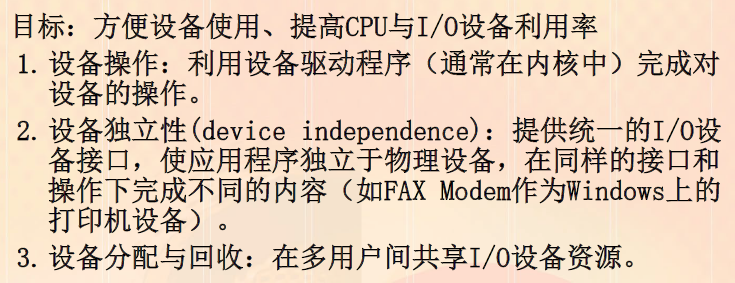 目标：方便设备使用、提高CPU与I/O设备利用率
1. 设备操作：利用设备驱动程序（通常在内核中）完成对
设备的操作。
2. 设备独立性(device independence)：提供统一的I/O设
备接口，使应用程序独立于物理设备，在同样的接口和
操作下完成不同的内容（如FAX Modem作为Windows上的
打印机设备）。
3. 设备分配与回收：在多用户间共享I/O设备资源。